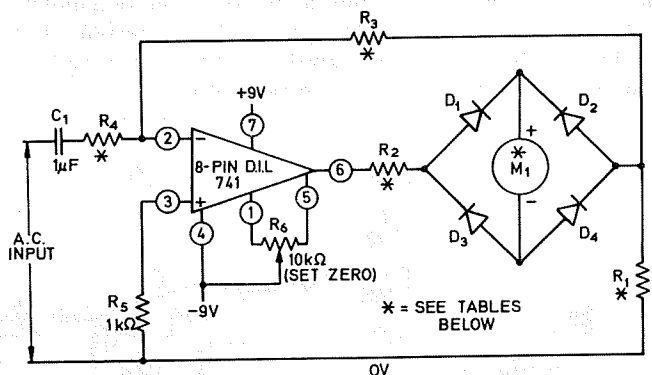 R3
*
+9V
D1
D2
C1
R4
*
1µF
2
-
7
8-PIN D.I.L
741
6
R2
*
+
*
M1
-
3
+
1
5
4
R6
10kΩ
(SET ZERO)
D3
D4
A.C.
INPUT
R5
1kΩ
-9V
* = SEE TABLES
BELOW
R1
*
0V